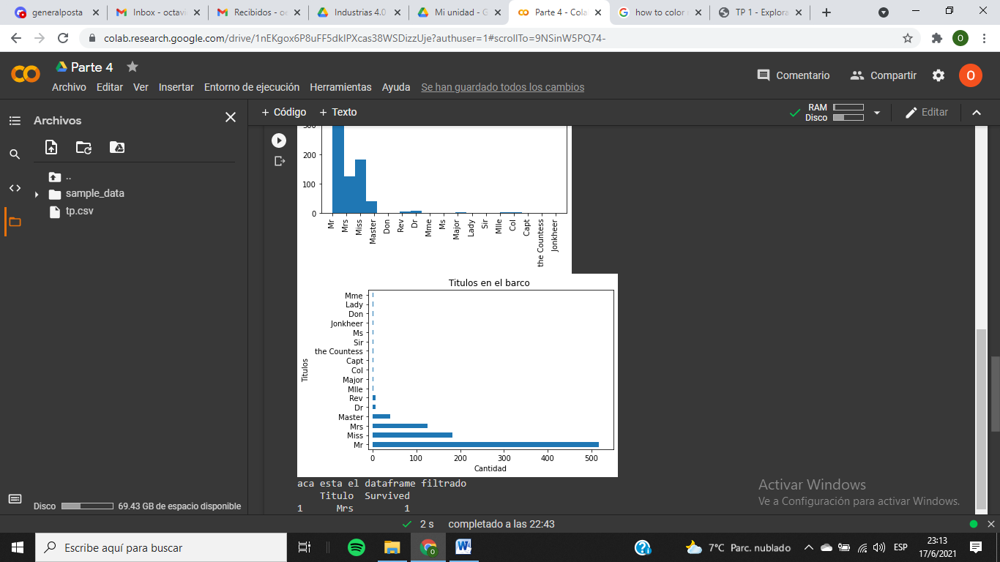 generalposta
Inbox - octavi
Recibidos - oc
Industrias 4.0
Mi unidad - G
Parte 4 - Cola
how to color
TP 1 - Explora
colab.research.google.com/drive/1nEKgox6P8uFF5dkIPXcas38WSDizzUje?authuser=1#scrollTo=9NSinW5PQ74-
O
Parte 4
Comentario
Compartir
O
Archivo Editar Ver Insertar Entorno de ejecución Herramientas Ayuda Se han guardado todos los cambios
Archivos
+ Código + Texto
RAM
Disco
Editar
..
sample_data
tp.csv
300
200
100
0
Mr
Mrs
Miss
Master
Don
Rev
Dr
Mme
Ms
Major
Lady
Sir
Mlle
Col
Capt
the Countess
Jonkheer
Titulos en el barco
Titulos
Mme
Lady
Don
Jonkheer
Ms
Sir
the Countess
Capt
Col
Major
Mlle
Rev
Dr
Master
Mrs
Miss
Mr
0 100 200 300 400 500
Cantidad
aca esta el dataframe filtrado
Titulo Survived
1 Mrs 1
Activar Windows
Ve a Configuración para activar Windows.
Disco 69.43 GB de espacio disponible
2 s completado a las 22:43
Escribe aquí para buscar
7°C Parc. nublado
ESP
23:13
17/6/2021